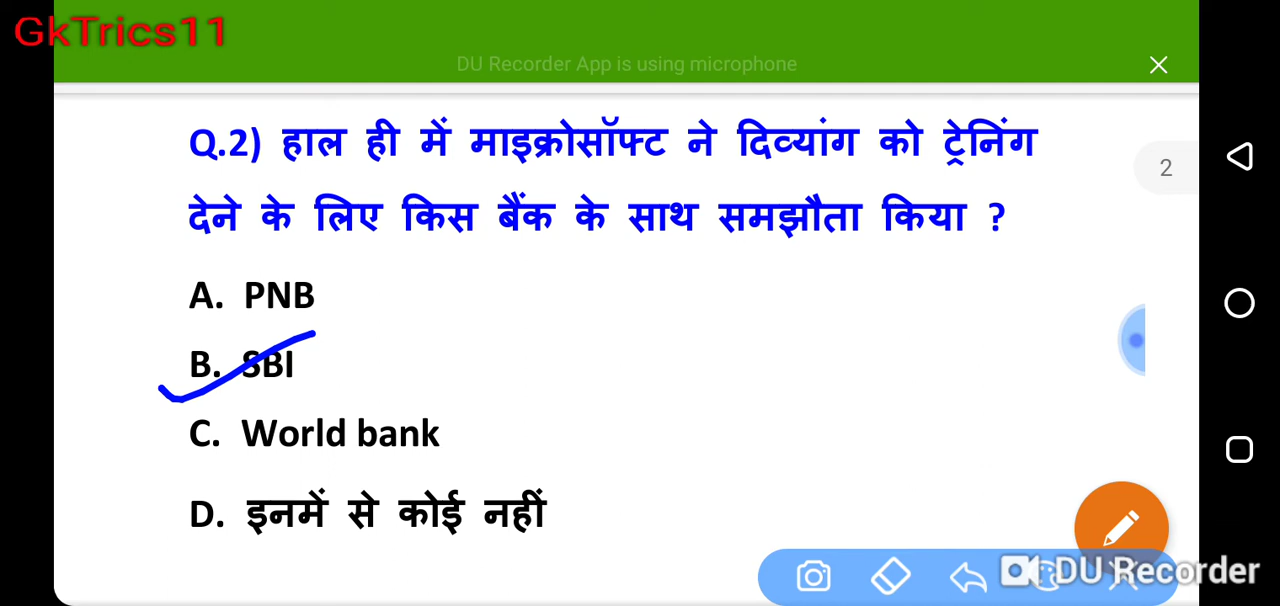 GkTrics11
DU Recorder App is using microphone
Q.2) हाल ही में माइक्रोसॉफ्ट ने दिव्यांग को ट्रेनिंग
2
देने के लिए किस बैंक के साथ समझौता किया ?
A. PNB
B. SBI
C. World bank
D. इनमें से कोई नहीं
DU Recorder